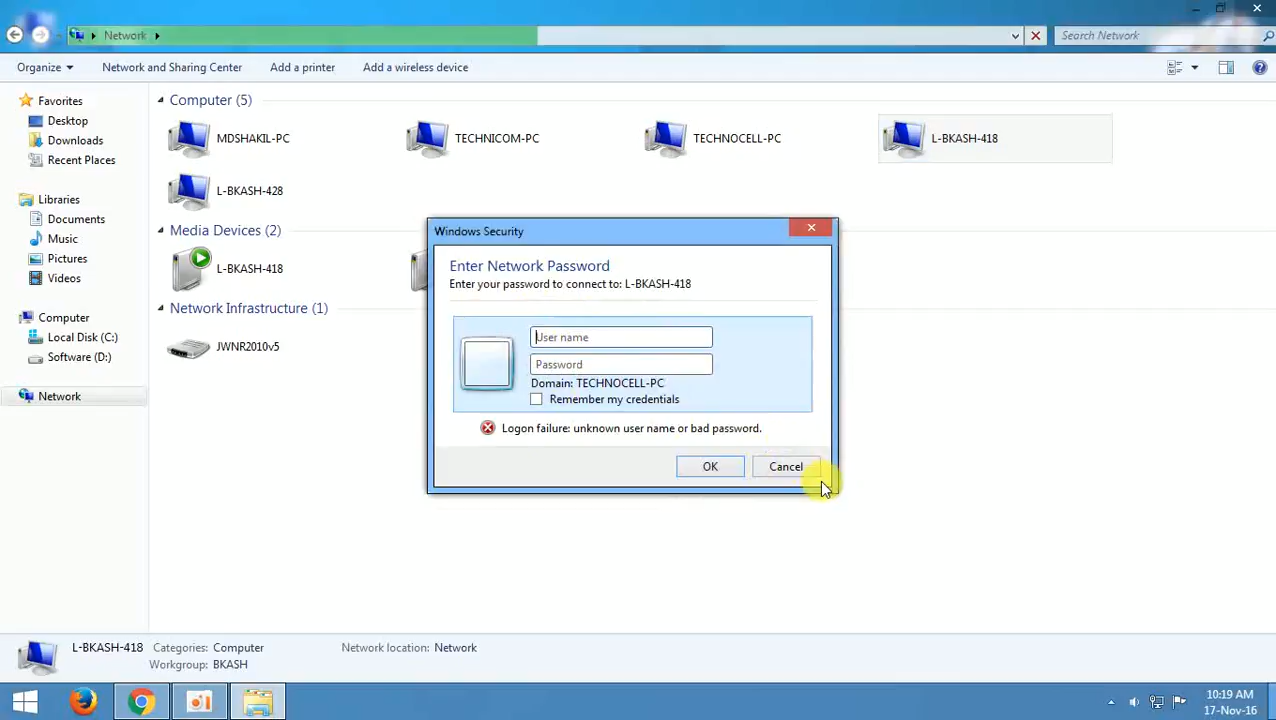 Network
Search Network
Organize
Network and Sharing Center
Add a printer
Add a wireless device
Favorites
Desktop
Downloads
Recent Places
Libraries
Documents
Music
Pictures
Videos
Computer
Local Disk (C:)
Software (D:)
Network
Computer (5)
MDSHAKIL-PC
TECHNICOM-PC
TECHNOCELL-PC
L-BKASH-418
L-BKASH-428
Media Devices (2)
L-BKASH-418
Network Infrastructure (1)
JWNR2010v5
Windows Security
Enter Network Password
Enter your password to connect to: L-BKASH-418
User name
Password
Domain: TECHNOCELL-PC
Remember my credentials
Logon failure: unknown user name or bad password.
OK
Cancel
L-BKASH-418
Categories: Computer
Network location: Network
Workgroup: BKASH
10:19 AM
17-Nov-16